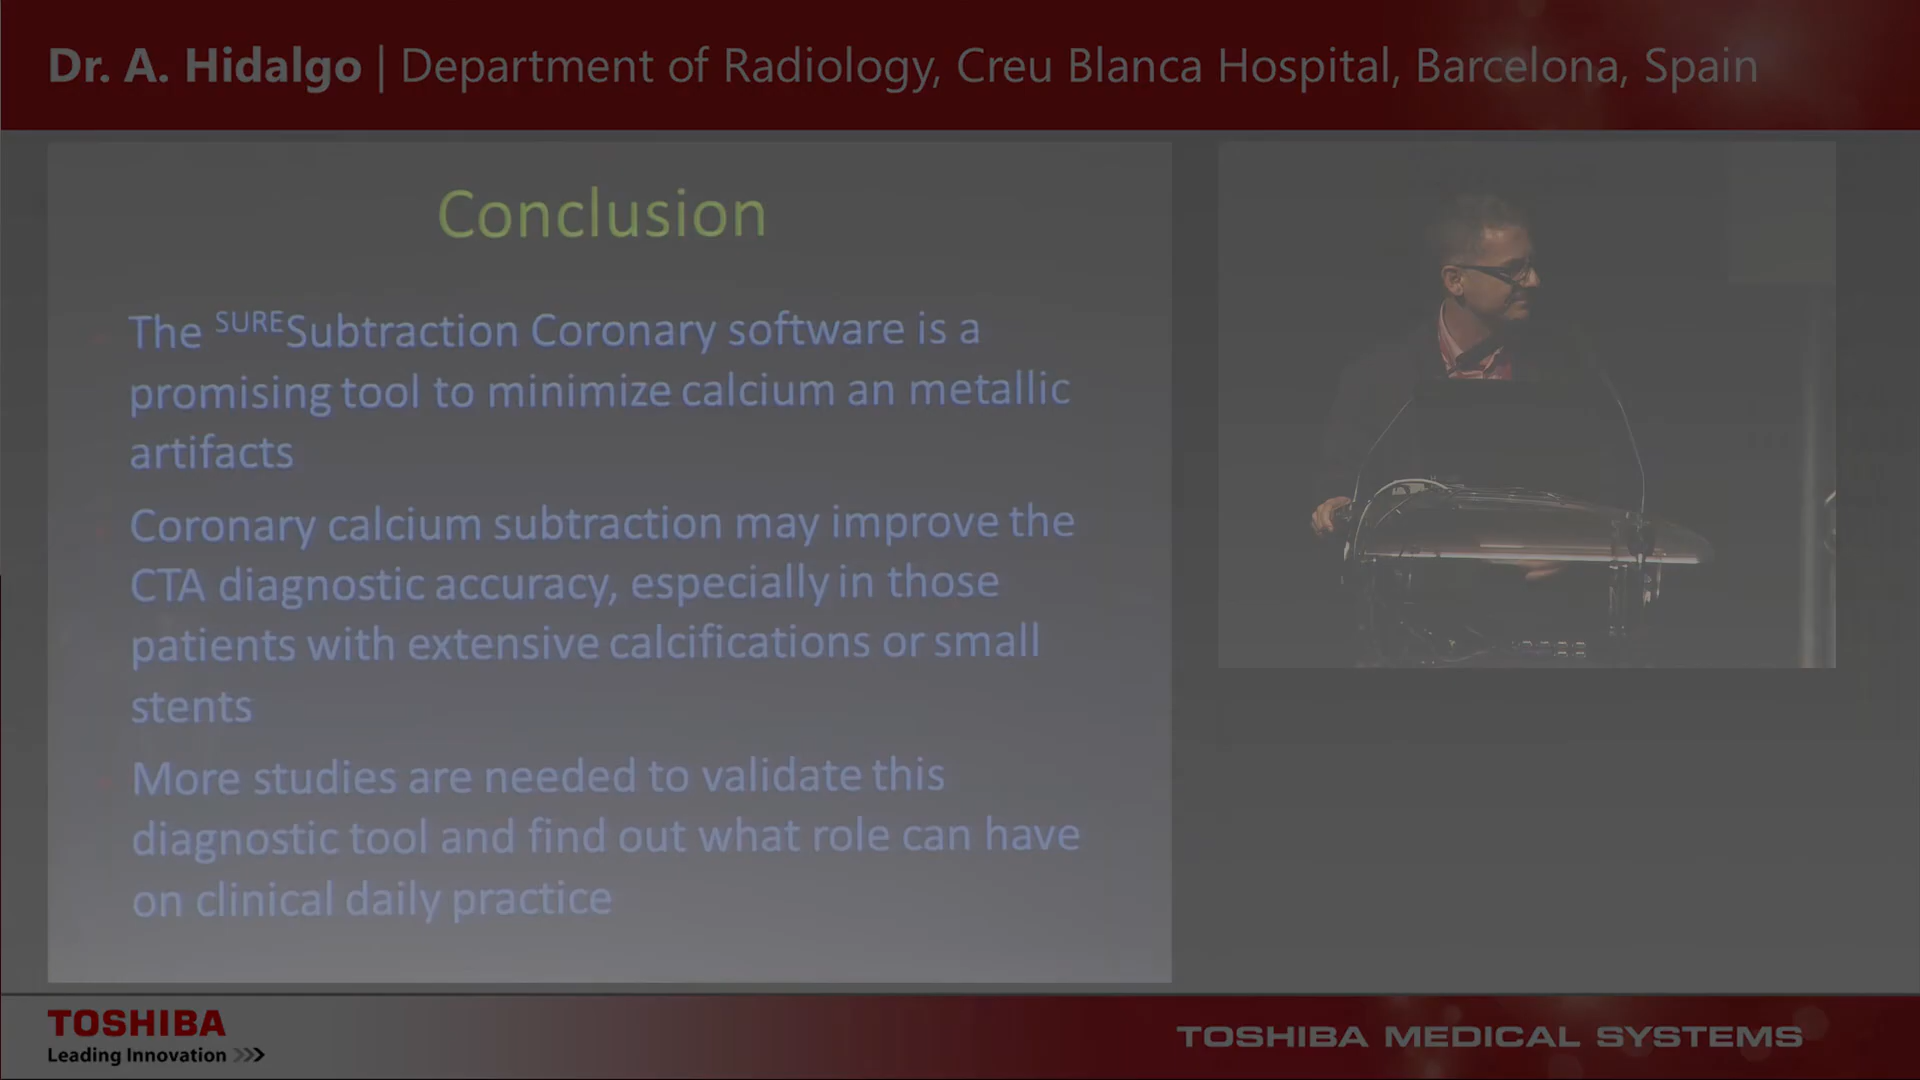 Dr. A. Hidalgo | Department of Radiology, Creu Blanca Hospital, Barcelona, Spain
Conclusion
The SURESubtraction Coronary software is a
promising tool to minimize calcium an metallic
artifacts
Coronary calcium subtraction may improve the
CTA diagnostic accuracy, especially in those
patients with extensive calcifications or small
stents
More studies are needed to validate this
diagnostic tool and find out what role can have
on clinical daily practice
TOSHIBA
Leading Innovation >>>
TOSHIBA MEDICAL SYSTEMS